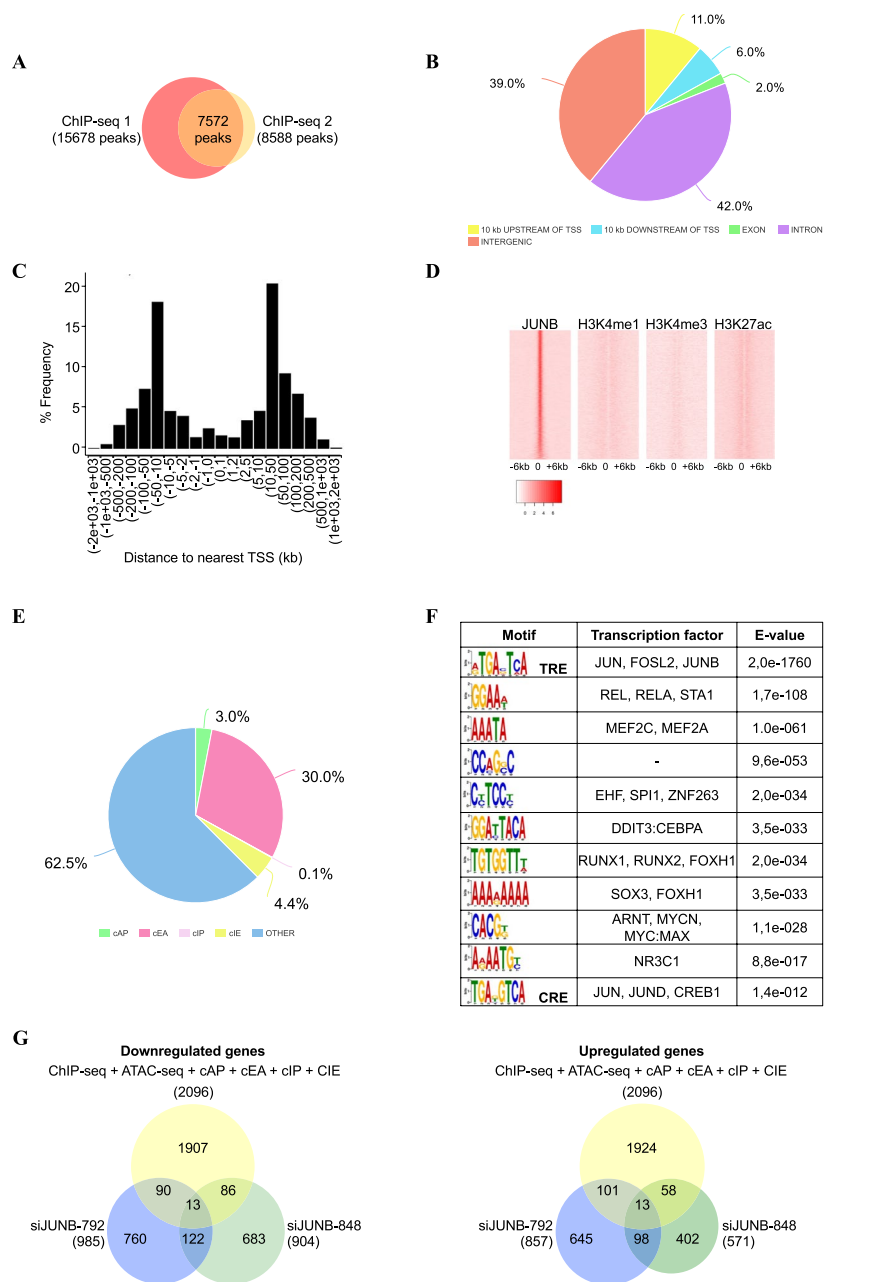 A
ChIP-seq 1
(15678 peaks)
7572
peaks
ChIP-seq 2
(8588 peaks)
B
11.0%
6.0%
2.0%
39.0%
42.0%
10 kb UPSTREAM OF TSS
10 kb DOWNSTREAM OF TSS
EXON
INTRON
INTERGENIC
C
% Frequency
20
15
10
5
0
(-2e+03,-1e+03)
(-1e+03,-500)
(-500,-200)
(-200,-100)
(-100,-50)
(-50,-10)
(-10,-5)
(-5,-2)
(-2,-1)
(-1,0)
(0,1)
(1,2)
(2,5)
(5,10)
(10,50)
(50,100)
(100,200)
(200,500)
(500,1e+03)
(1e+03,2e+03)
Distance to nearest TSS (kb)
D
JUNB H3K4me1 H3K4me3 H3K27ac
-6kb 0 +6kb -6kb 0 +6kb -6kb 0 +6kb -6kb 0 +6kb
0 2 4 6
E
3.0%
30.0%
0.1%
4.4%
62.5%
cAP cEA cIP cIE OTHER
F
Motif Transcription factor E-value
TRE JUN, FOSL2, JUNB 2,0e-1760
GGAA REL, RELA, STA1 1,7e-108
AAATA MEF2C, MEF2A 1.0e-061
- 9,6e-053
EHF, SPI1, ZNF263 2,0e-034
DDIT3:CEBPA 3,5e-033
RUNX1, RUNX2, FOXH1 2,0e-034
SOX3, FOXH1 3,5e-033
ARNT, MYCN,
MYC:MAX 1,1e-028
NR3C1 8,8e-017
CRE JUN, JUND, CREB1 1,4e-012
G
Downregulated genes
ChIP-seq + ATAC-seq + cAP + cEA + cIP + CIE
(2096)
1907
90
86
13
siJUNB-792
(985)
760
122
683
siJUNB-848
(904)
Upregulated genes
ChIP-seq + ATAC-seq + cAP + cEA + cIP + CIE
(2096)
1924
101
58
13
siJUNB-792
(857)
645
98
402
siJUNB-848
(571)